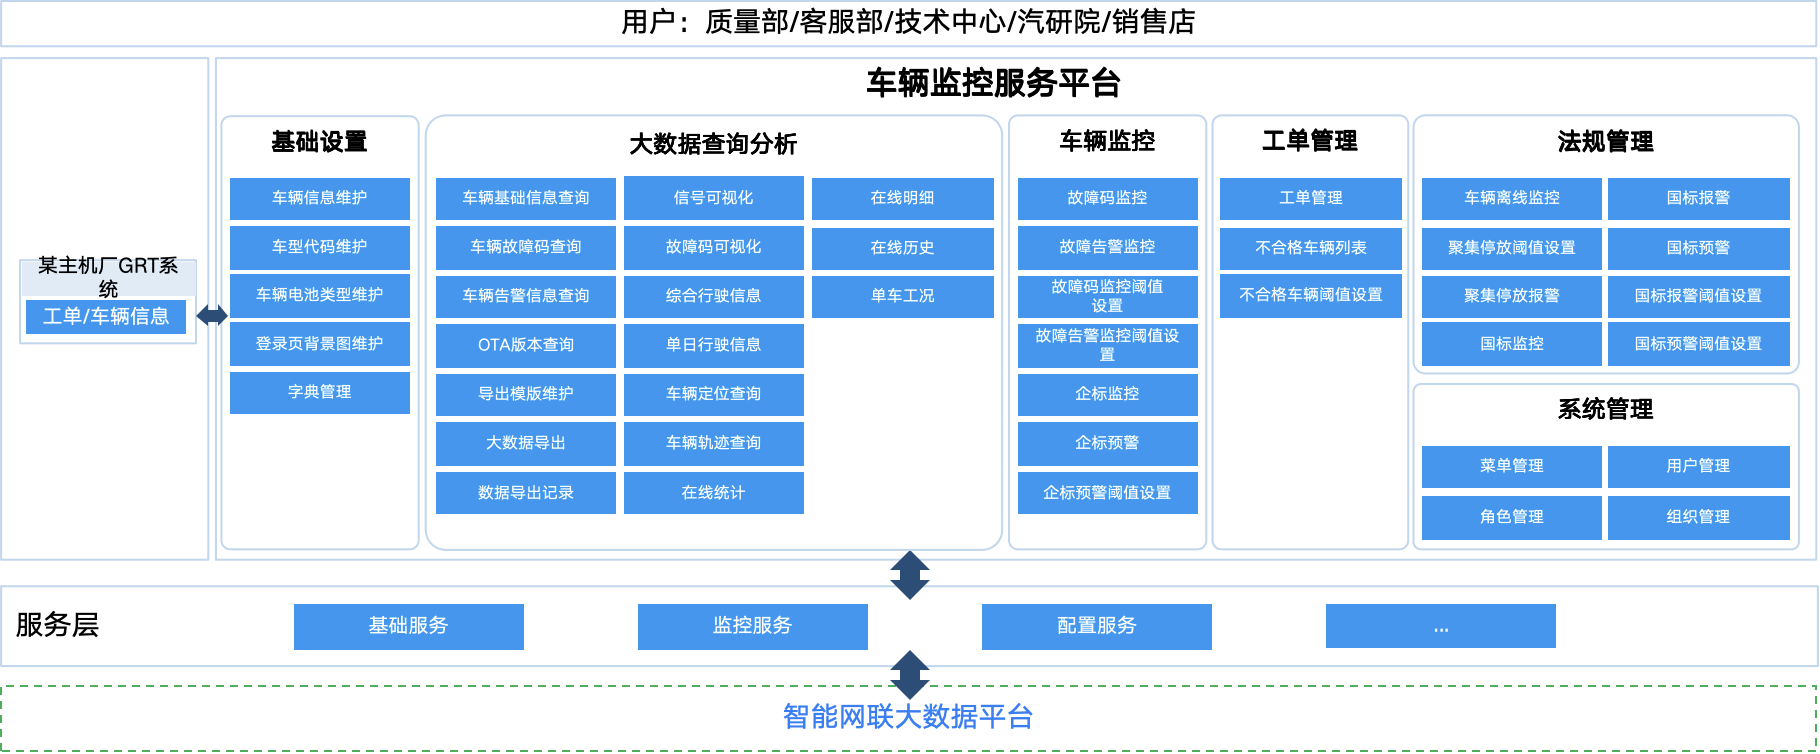 用户：质量部/客服部/技术中心/汽研院/销售店
某主机厂GRT系
统
工单/车辆信息
车辆监控服务平台
基础设置
车辆信息维护
车型代码维护
车辆电池类型维护
登录页背景图维护
字典管理
大数据查询分析
车辆基础信息查询
车辆故障码查询
车辆告警信息查询
OTA版本查询
导出模版维护
大数据导出
数据导出记录
信号可视化
故障码可视化
综合行驶信息
单日行驶信息
车辆定位查询
车辆轨迹查询
在线统计
在线明细
在线历史
单车工况
车辆监控
故障码监控
故障告警监控
故障码监控阈值
设置
故障告警监控阈值设
置
企标监控
企标预警
企标预警阈值设置
工单管理
工单管理
不合格车辆列表
不合格车辆阈值设置
法规管理
车辆离线监控
聚集停放阈值设置
聚集停放报警
国标监控
国标报警
国标预警
国标报警阈值设置
国标预警阈值设置
系统管理
菜单管理
用户管理
角色管理
组织管理
服务层
基础服务
监控服务
配置服务
...
智能网联大数据平台